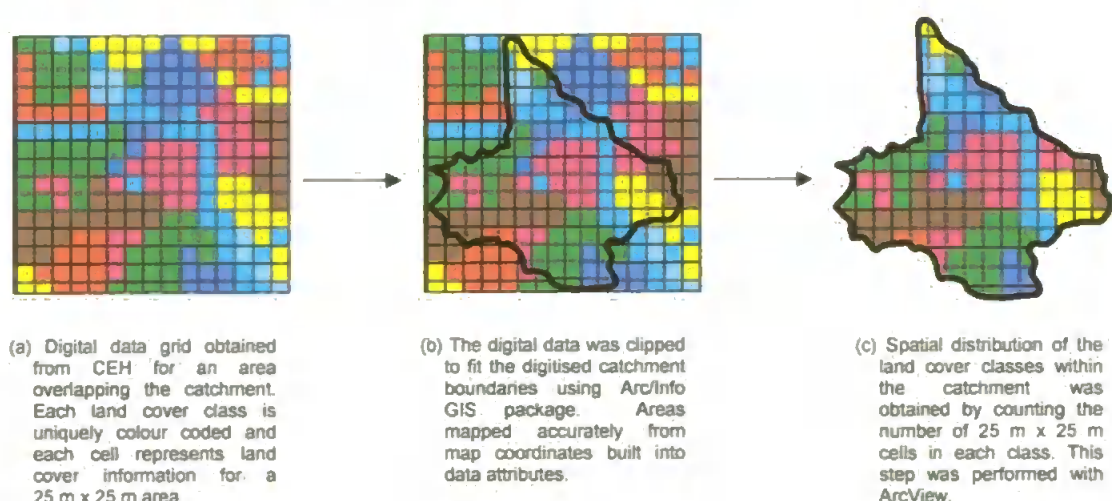 (a) Digital data grid obtained
from CEH for an area
overlapping the catchment.
Each land cover class is
uniquely colour coded and
each cell represents land
cover information for a
25 m x 25 m area.
(b) The digital data was clipped
to fit the digitised catchment
boundaries using Arc/Info
GIS package. Areas
mapped accurately from
map coordinates built into
data attributes.
(c) Spatial distribution of the
land cover classes within
the catchment was
obtained by counting the
number of 25 m x 25 m
cells in each class. This
step was performed with
ArcView.